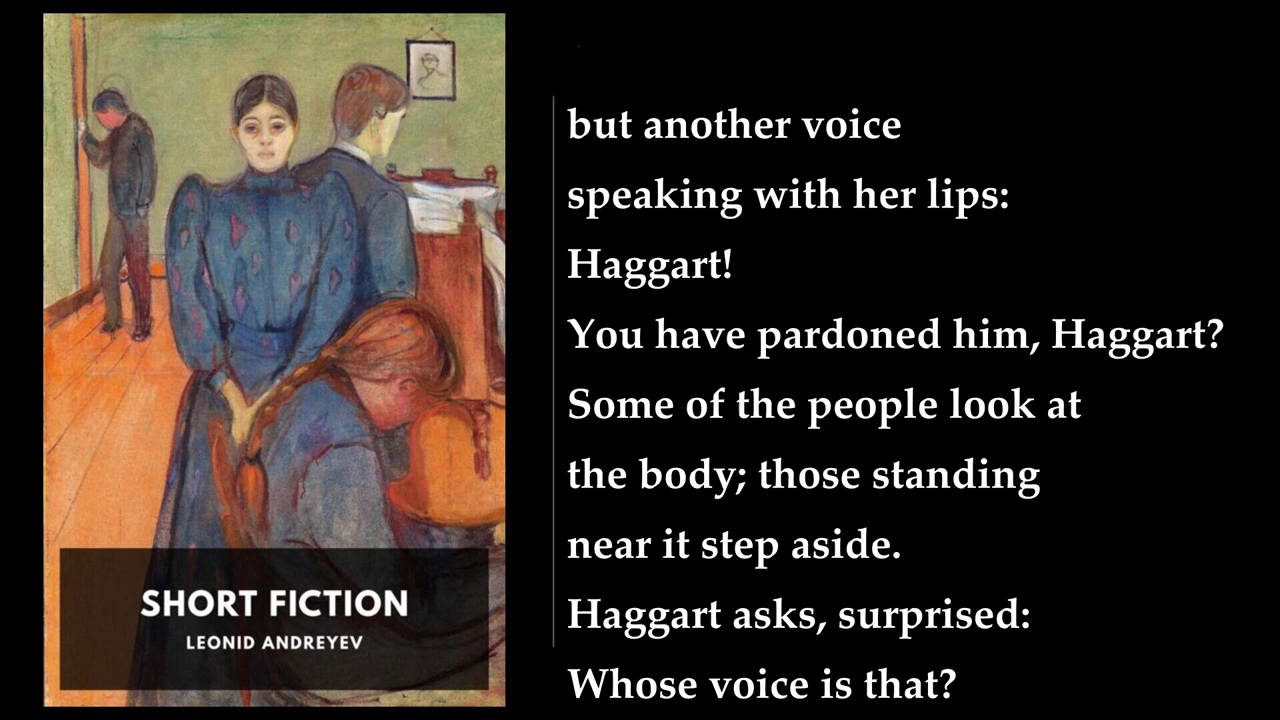 SHORT FICTION
LEONID ANDREYEV
but another voice
speaking with her lips:
Haggart!
You have pardoned him, Haggart?
Some of the people look at
the body; those standing
near it step aside.
Haggart asks, surprised:
Whose voice is that?